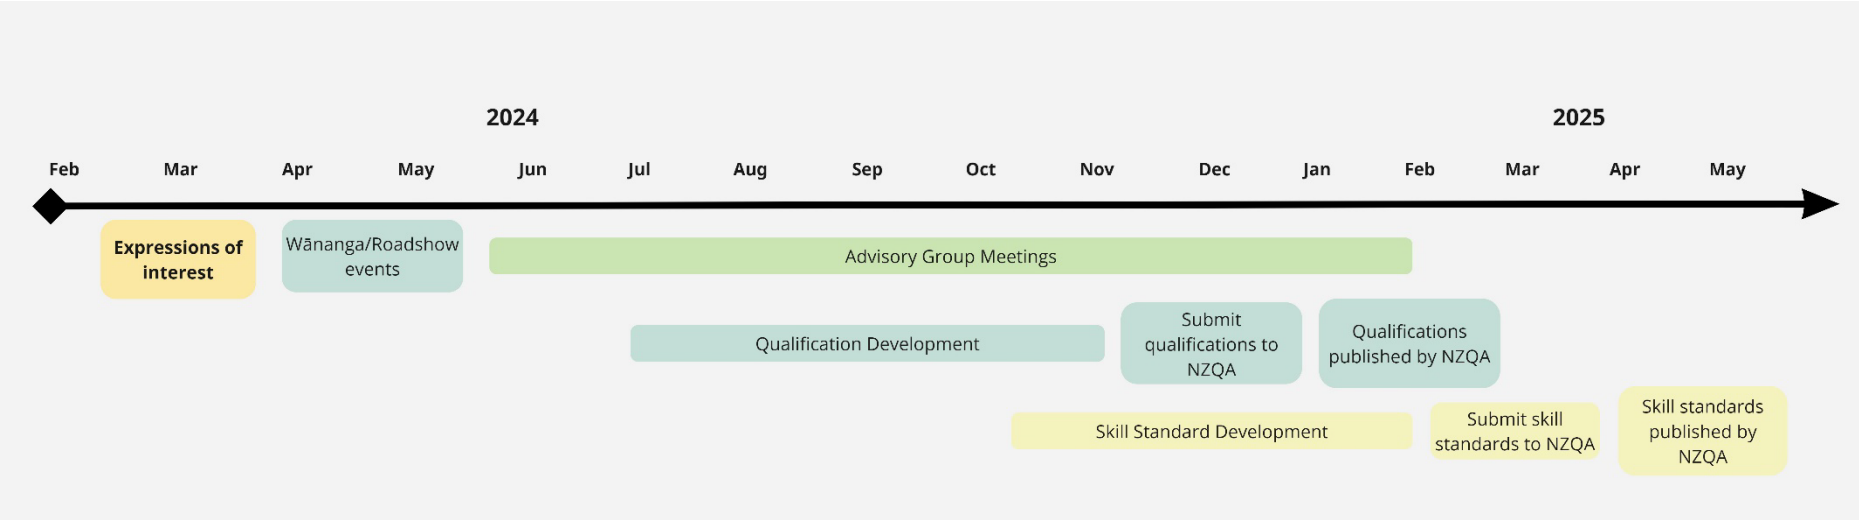 2024
2025
Feb Mar Apr May Jun Jul Aug Sep Oct Nov Dec Jan Feb Mar Apr May
Expressions of
interest
Wānanga/Roadshow
events
Advisory Group Meetings
Qualification Development
Submit
qualifications to
NZQA
Qualifications
published by NZQA
Skill Standard Development
Submit skill
standards to NZQA
Skill standards
published by
NZQA